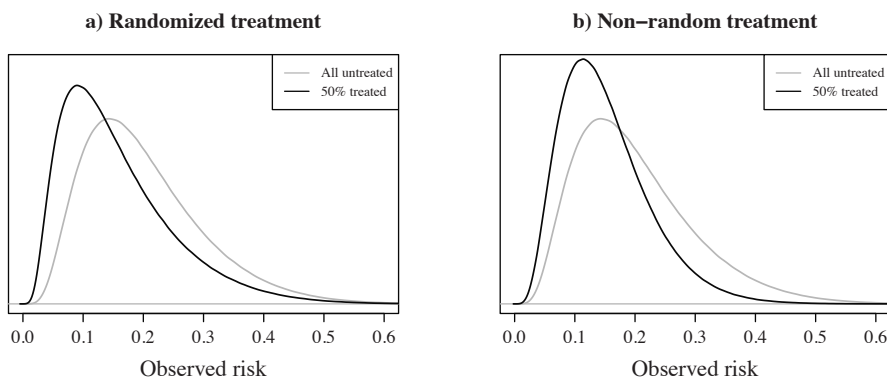 a) Randomized treatment
All untreated
50% treated
0.0 0.1 0.2 0.3 0.4 0.5 0.6
Observed risk
b) Non−random treatment
All untreated
50% treated
0.0 0.1 0.2 0.3 0.4 0.5 0.6
Observed risk